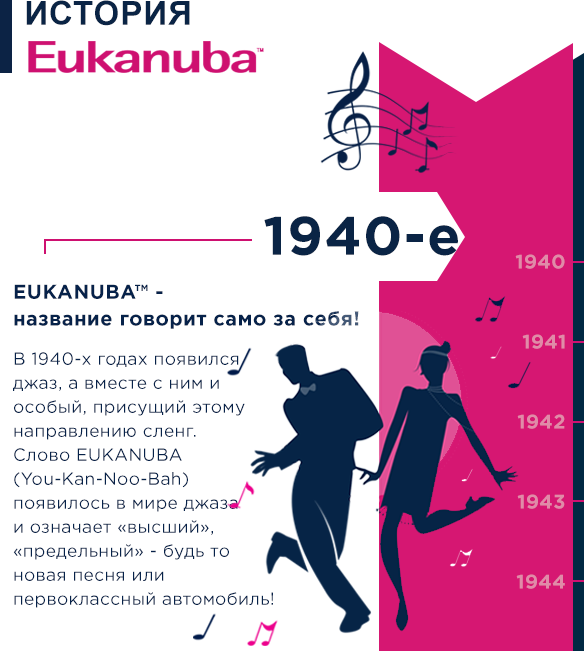 ИСТОРИЯ
Eukanuba™
1940-е
1940
EUKANUBA™ -
название говорит само за себя!
1941
В 1940-х годах появился
джаз, а вместе с ним и
особый, присущий этому
направлению сленг.
1942
Слово EUKANUBA
(You-Kan-Noo-Bah)
появилось в мире джаза
1943
и означает «высший»,
«предельный» - будь то
новая песня или
1944
первоклассный автомобиль!